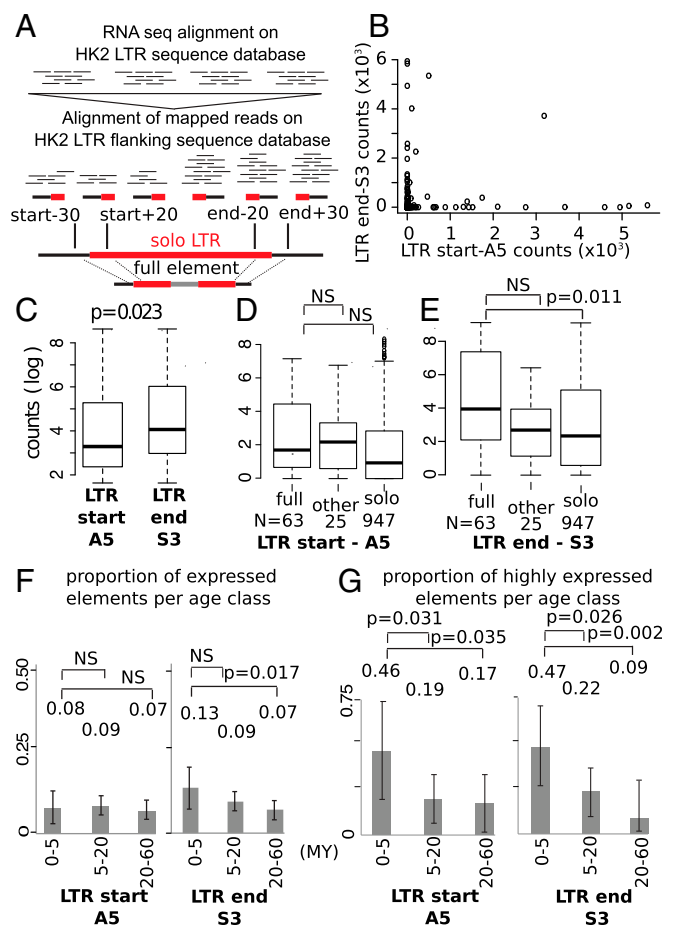 A
RNA seq alignment on
HK2 LTR sequence database
Alignment of mapped reads on
HK2 LTR flanking sequence database
start-30 start+20 end-20 end+30
solo LTR
full element
B
LTR end-S3 counts (x10³)
6
4
2
0
0 1 2 3 4 5
LTR start-A5 counts (x10³)
C
p=0.023
counts (log)
8
6
4
2
LTR start A5
LTR end S3
D
NS
NS
8
6
4
2
0
full other solo
N=63 25 947
LTR start - A5
E
NS
p=0.011
8
6
4
2
0
full other solo
N=63 25 947
LTR end - S3
F
proportion of expressed
elements per age class
0.50
0.25
0
NS
NS
0.08 0.09 0.07
0-5 5-20 20-60
LTR start
A5
NS
p=0.017
0.13 0.09 0.07
0-5 5-20 20-60
LTR end
S3
(MY)
G
proportion of highly expressed
elements per age class
0.75
0
p=0.031
p=0.035
0.46 0.19 0.17
0-5 5-20 20-60
LTR start
A5
p=0.026
p=0.002
0.47 0.22 0.09
0-5 5-20 20-60
LTR end
S3